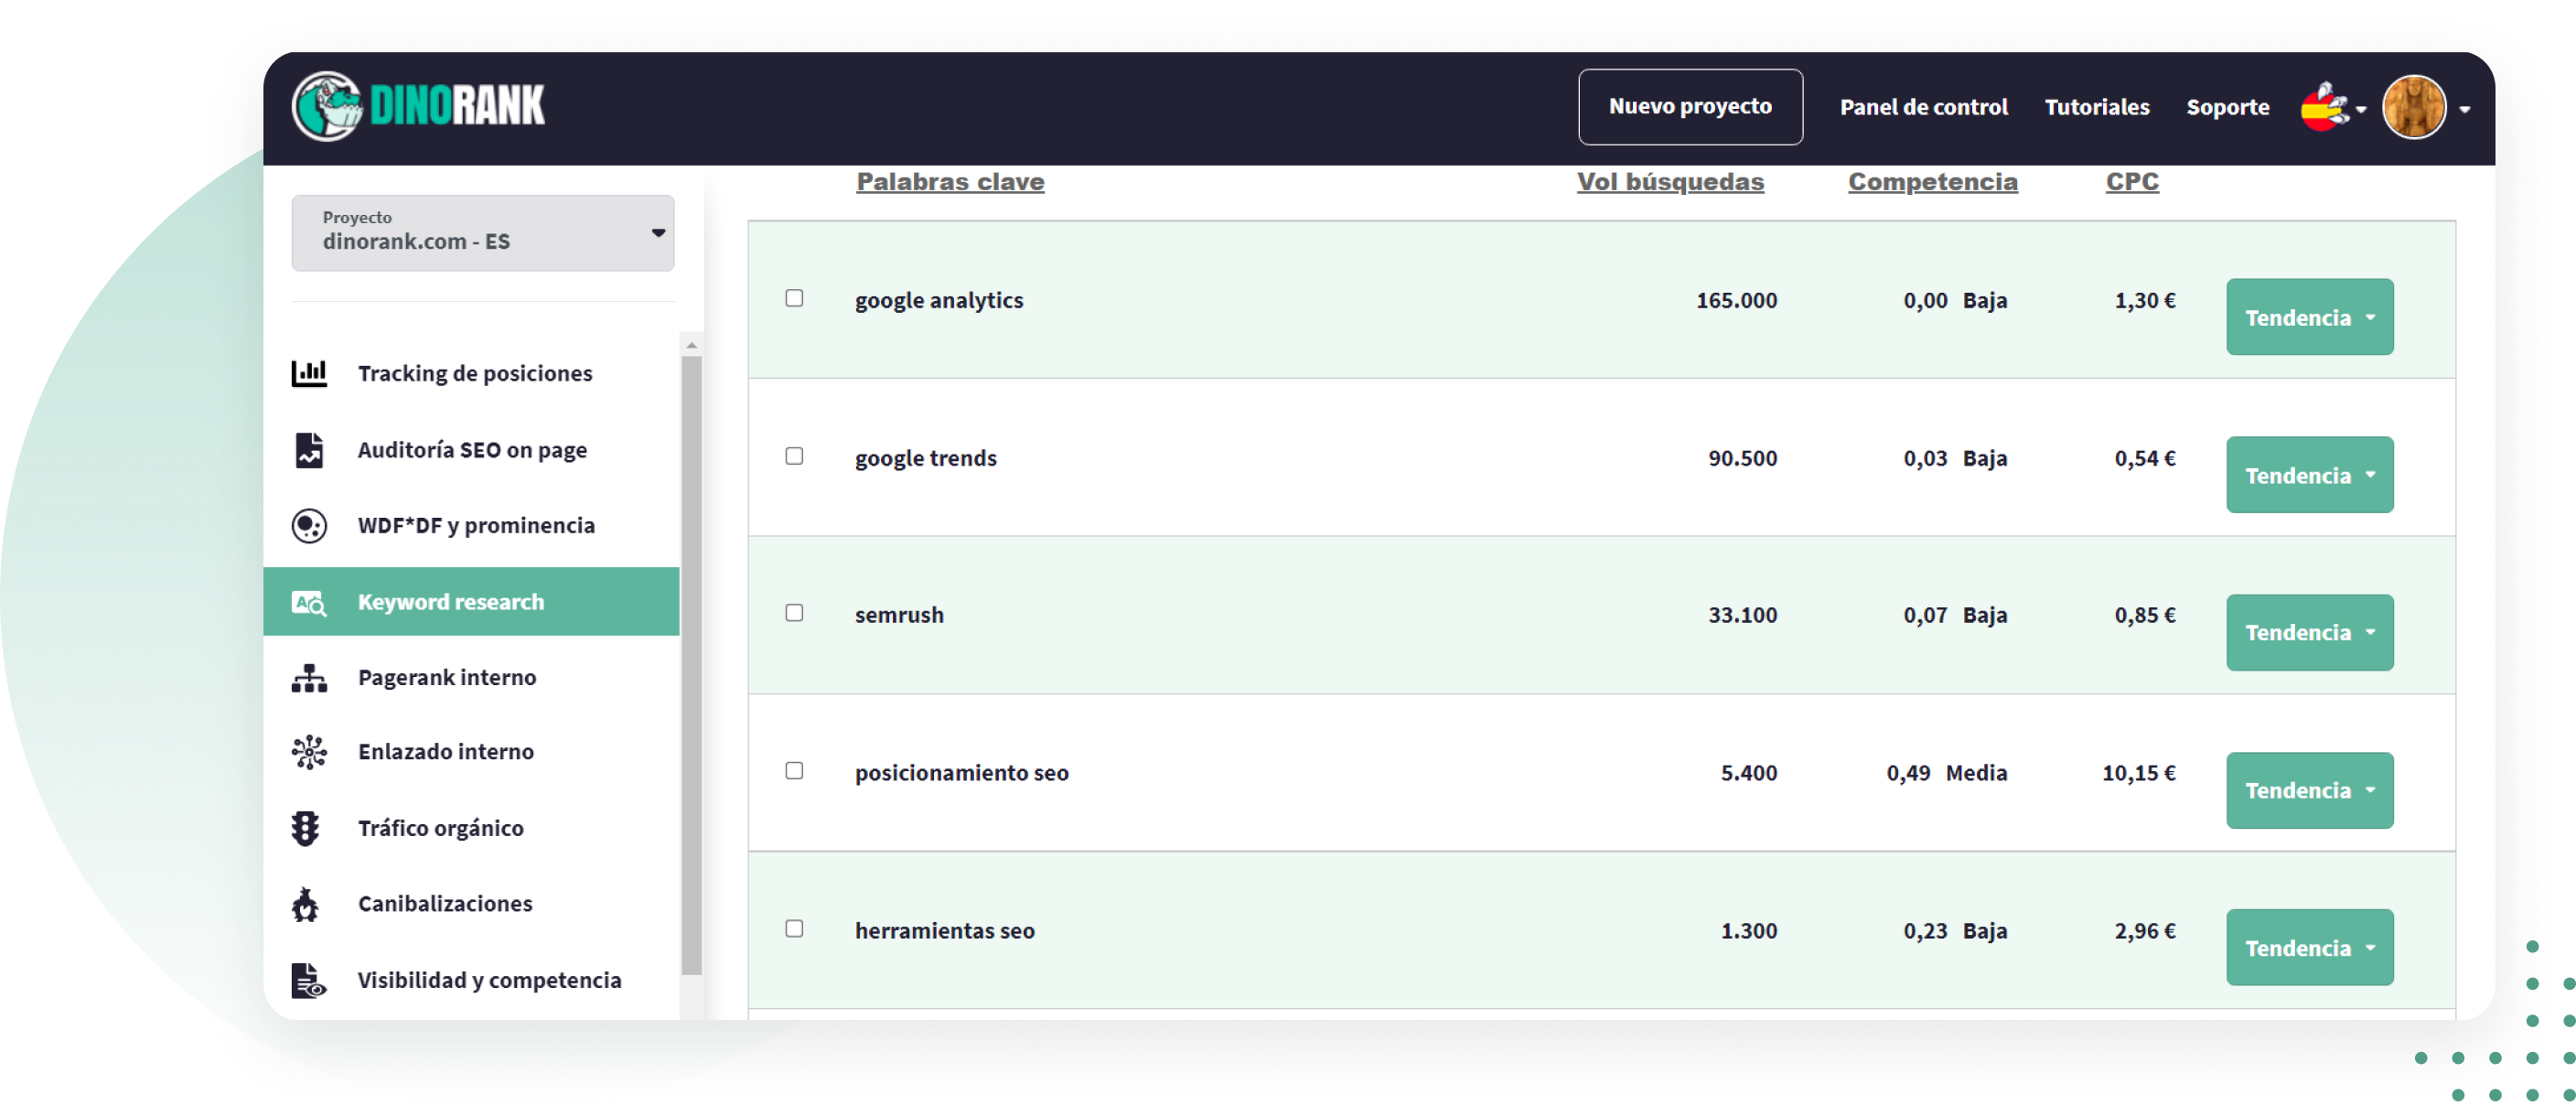 DINORANK
Nuevo proyecto
Panel de control
Tutoriales
Soporte
Proyecto
dinorank.com - ES
Tracking de posiciones
Auditoría SEO on page
WDF*DF y prominencia
Keyword research
Pagerank interno
Enlazado interno
Tráfico orgánico
Canibalizaciones
Visibilidad y competencia
Palabras clave Vol búsquedas Competencia CPC
google analytics 165.000 0,00 Baja 1,30 € Tendencia
google trends 90.500 0,03 Baja 0,54 € Tendencia
semrush 33.100 0,07 Baja 0,85 € Tendencia
posicionamiento seo 5.400 0,49 Media 10,15 € Tendencia
herramientas seo 1.300 0,23 Baja 2,96 € Tendencia